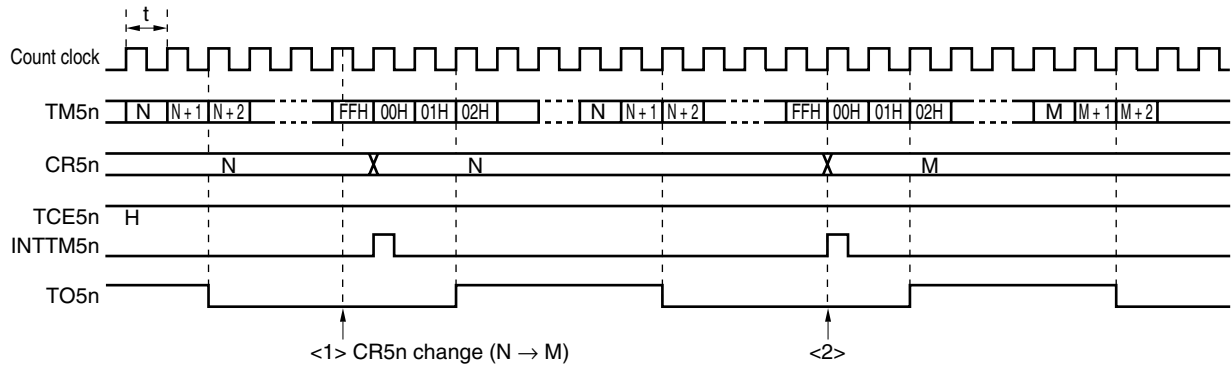 t
Count clock
TM5n N N + 1 N + 2 FFH 00H 01H 02H N N + 1 N + 2 FFH 00H 01H 02H M M + 1 M + 2
CR5n N N M
TCE5n H
INTTM5n
TO5n
<1> CR5n change (N → M) <2>